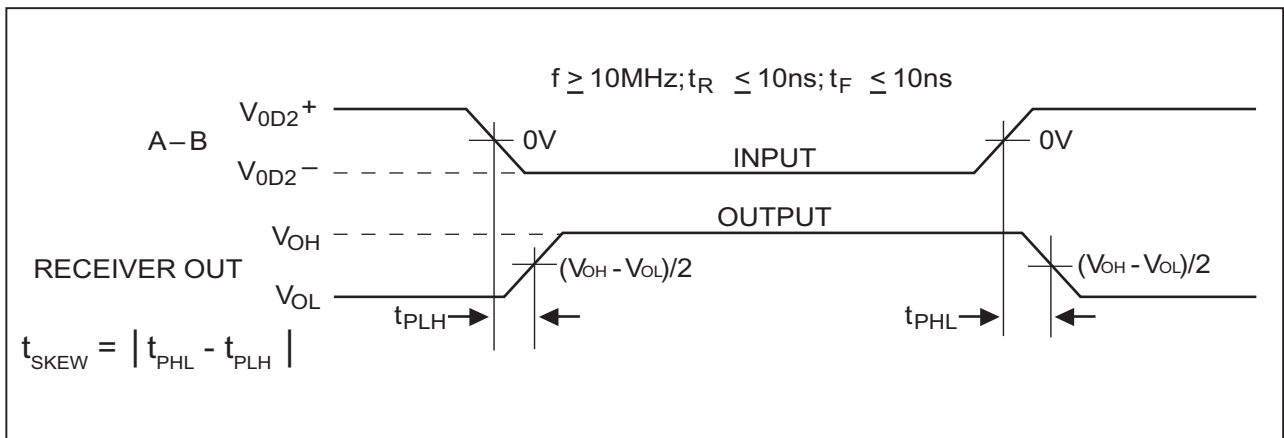 f ≥ 10MHz; tR ≤ 10ns; tF ≤ 10ns
V0D2+
A–B
0V
0V
INPUT
V0D2–
OUTPUT
VOH
RECEIVER OUT
(VOH - VOL)/2
(VOH - VOL)/2
VOL
tPLH
tPHL
tSKEW = | tPHL - tPLH |